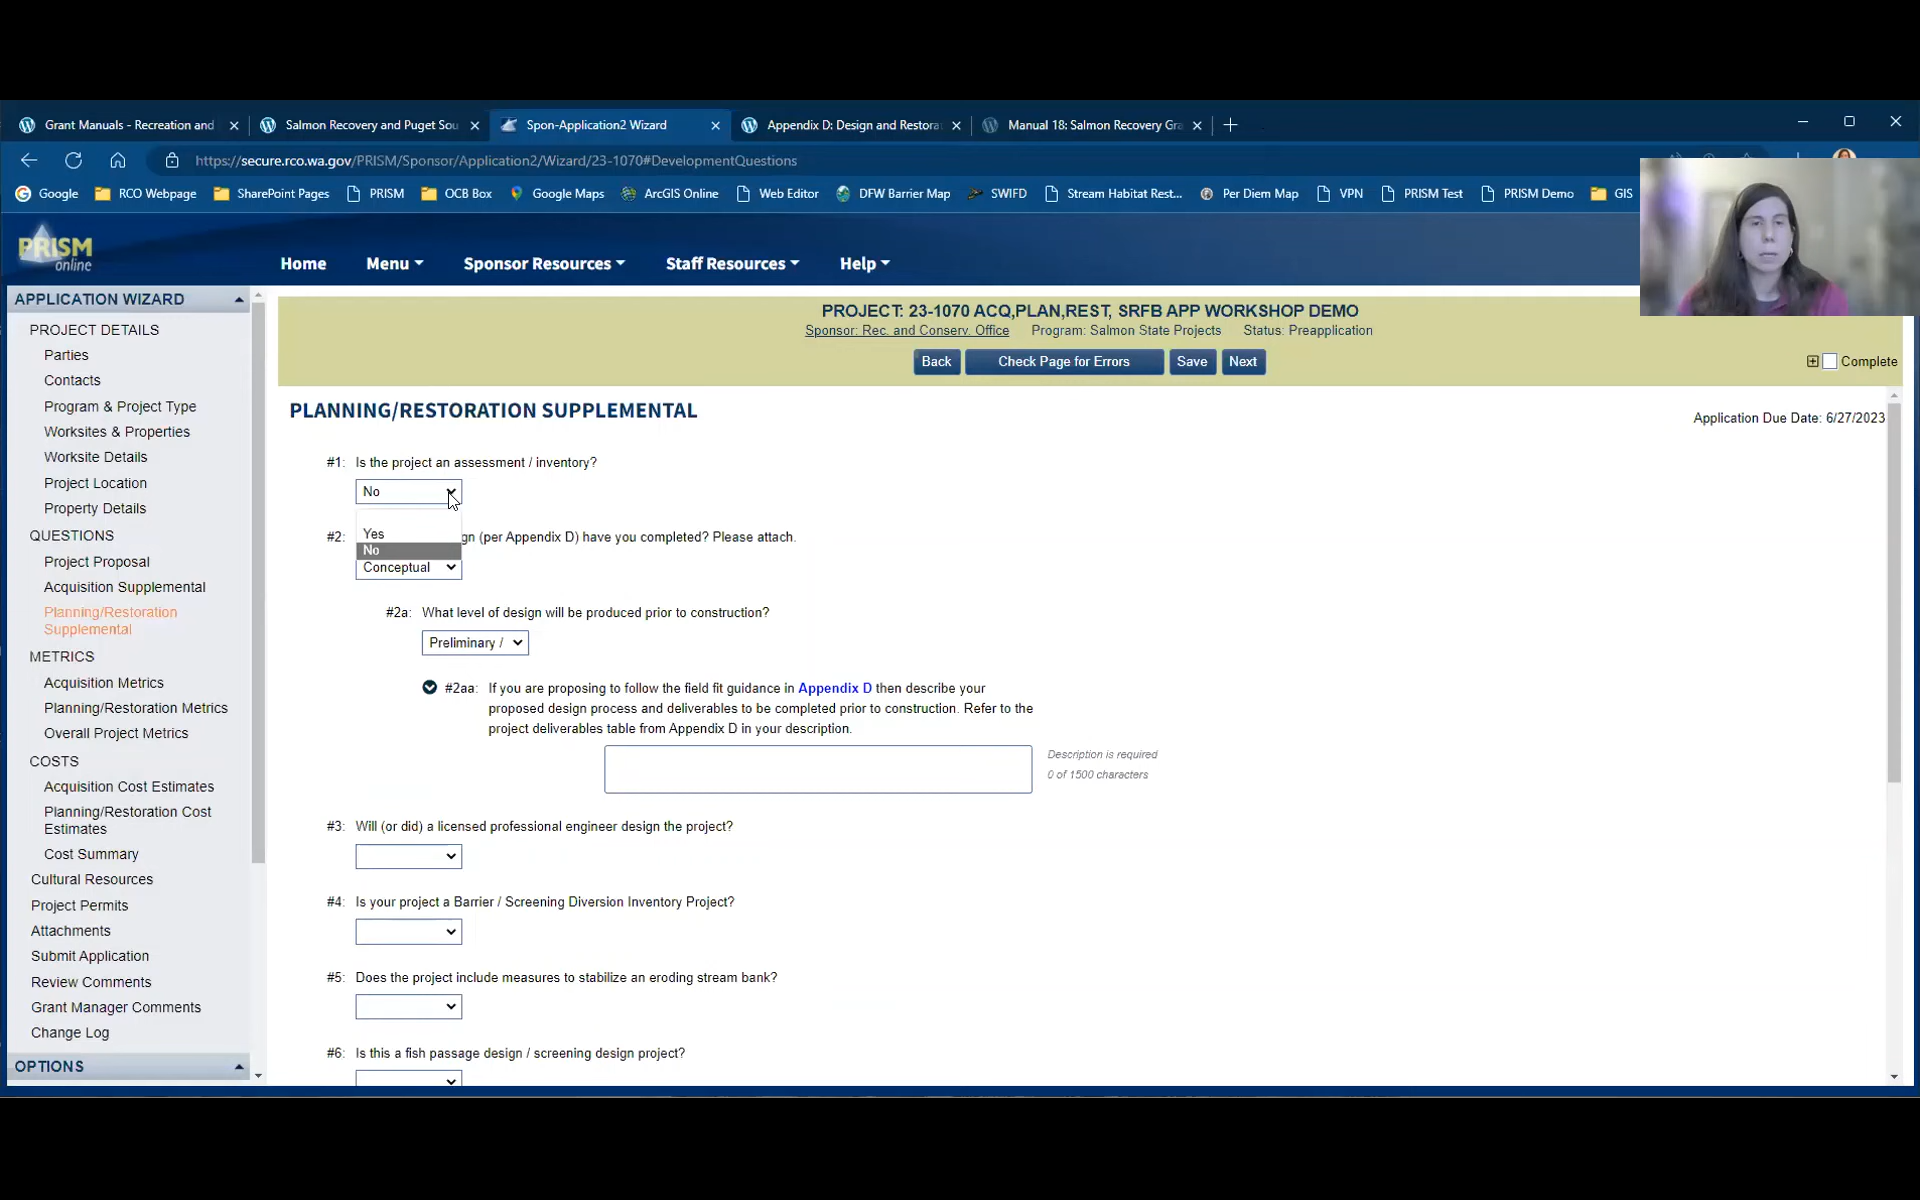 Grant Manuals - Recreation and
Salmon Recovery and Puget Sou
Spon-Application2 Wizard
Appendix D: Design and Restorat
Manual 18: Salmon Recovery Gra
https://secure.rco.wa.gov/PRISM/Sponsor/Application2/Wizard/23-1070#DevelopmentQuestions
Google RCO Webpage SharePoint Pages PRISM OCB Box Google Maps ArcGIS Online Web Editor DFW Barrier Map SWIFD Stream Habitat Rest... Per Diem Map VPN PRISM Test PRISM Demo GIS
PRISM
online
Home Menu Sponsor Resources Staff Resources Help
APPLICATION WIZARD
PROJECT DETAILS
Parties
Contacts
Program & Project Type
Worksites & Properties
Worksite Details
Project Location
Property Details
QUESTIONS
Project Proposal
Acquisition Supplemental
Planning/Restoration
Supplemental
METRICS
Acquisition Metrics
Planning/Restoration Metrics
Overall Project Metrics
COSTS
Acquisition Cost Estimates
Planning/Restoration Cost
Estimates
Cost Summary
Cultural Resources
Project Permits
Attachments
Submit Application
Review Comments
Grant Manager Comments
Change Log
OPTIONS
PROJECT: 23-1070 ACQ,PLAN,REST, SRFB APP WORKSHOP DEMO
Sponsor: Rec. and Conserv. Office Program: Salmon State Projects Status: Preapplication
Back Check Page for Errors Save Next
Complete
PLANNING/RESTORATION SUPPLEMENTAL
Application Due Date: 6/27/2023
#1: Is the project an assessment / inventory?
No
Yes
No
#2: gn (per Appendix D) have you completed? Please attach.
Conceptual
#2a: What level of design will be produced prior to construction?
Preliminary /
#2aa: If you are proposing to follow the field fit guidance in Appendix D then describe your
proposed design process and deliverables to be completed prior to construction. Refer to the
project deliverables table from Appendix D in your description.
Description is required
0 of 1500 characters
#3: Will (or did) a licensed professional engineer design the project?
#4: Is your project a Barrier / Screening Diversion Inventory Project?
#5: Does the project include measures to stabilize an eroding stream bank?
#6: Is this a fish passage design / screening design project?